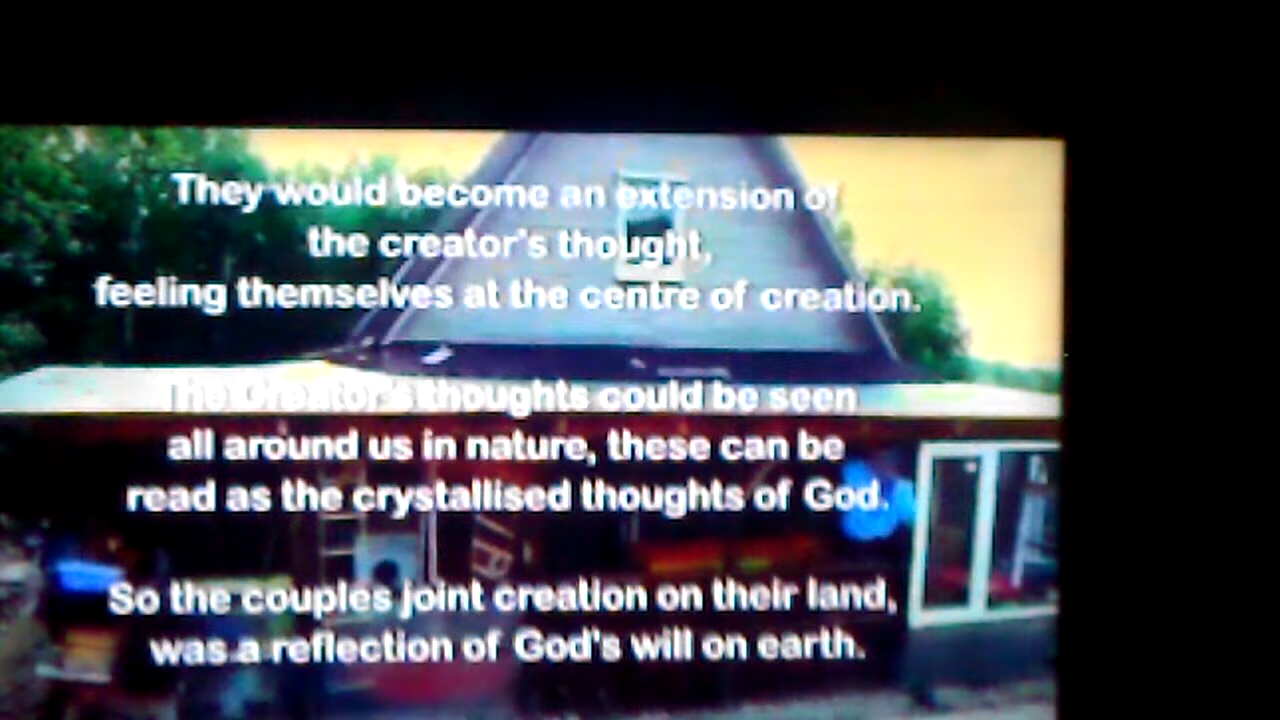 They would become an extension of
the creator's thought,
feeling themselves at the centre of creation.
The Creator's thoughts could be seen
all around us in nature, these can be
read as the crystallised thoughts of God.
So the couples joint creation on their land,
was a reflection of God's will on earth.